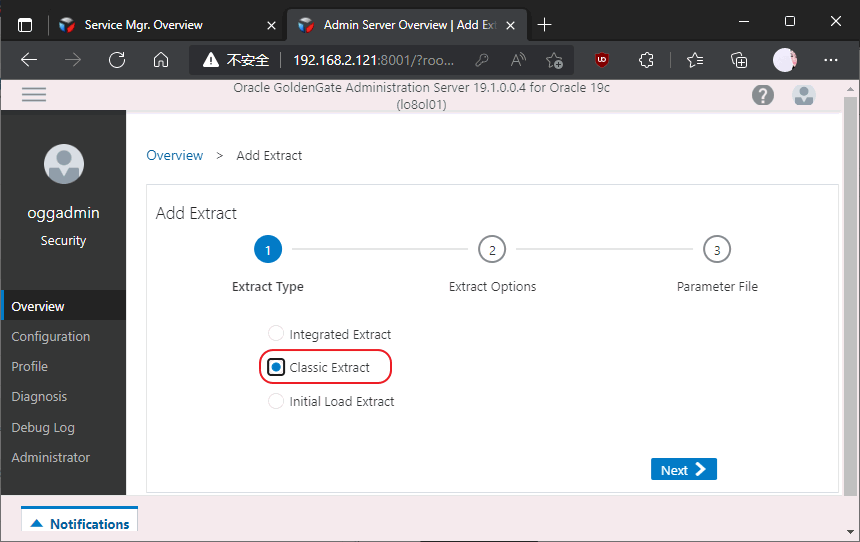 Service Mgr. Overview
Admin Server Overview | Add Ext
不安全
192.168.2.121:8001/?roo...
Oracle GoldenGate Administration Server 19.1.0.0.4 for Oracle 19c
(lo8ol01)
oggadmin
Security
Overview
Configuration
Profile
Diagnosis
Debug Log
Administrator
Overview > Add Extract
Add Extract
1
2
3
Extract Type
Extract Options
Parameter File
Integrated Extract
Classic Extract
Initial Load Extract
Next
Notifications